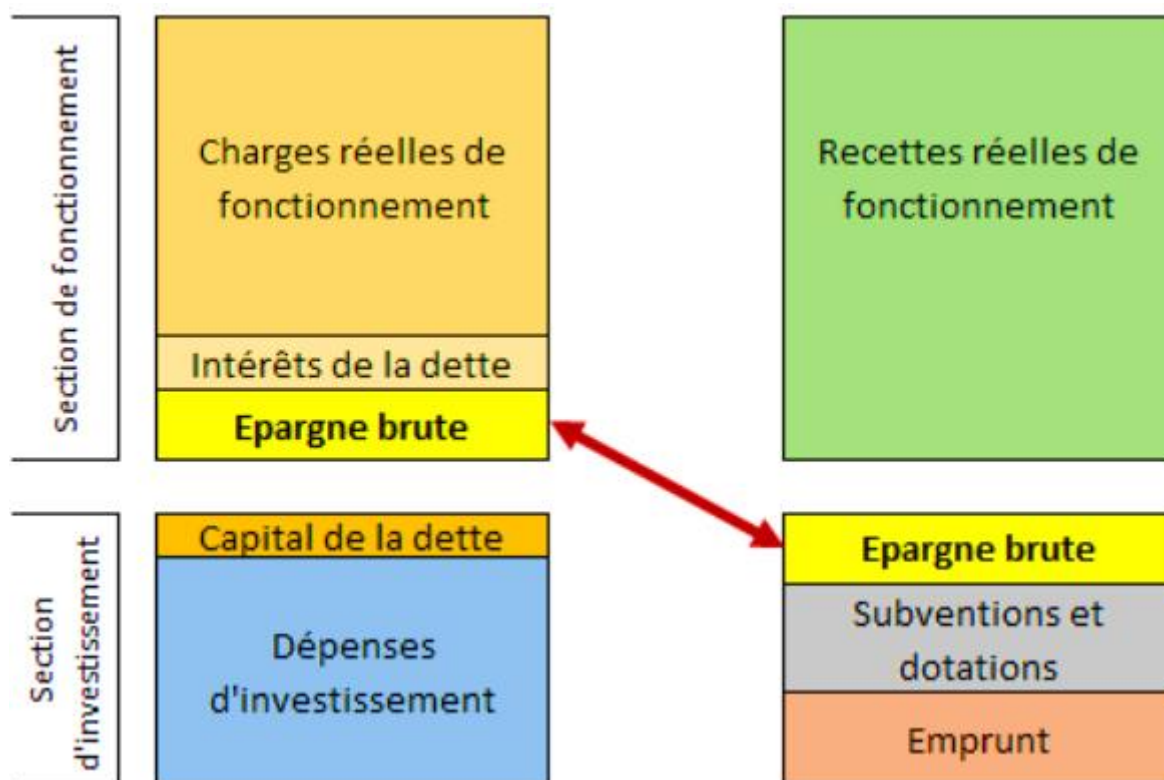 Section de fonctionnement
Charges réelles de
fonctionnement
Intérêts de la dette
Epargne brute
Recettes réelles de
fonctionnement
Section
d'investissement
Capital de la dette
Dépenses
d'investissement
Epargne brute
Subventions et
dotations
Emprunt